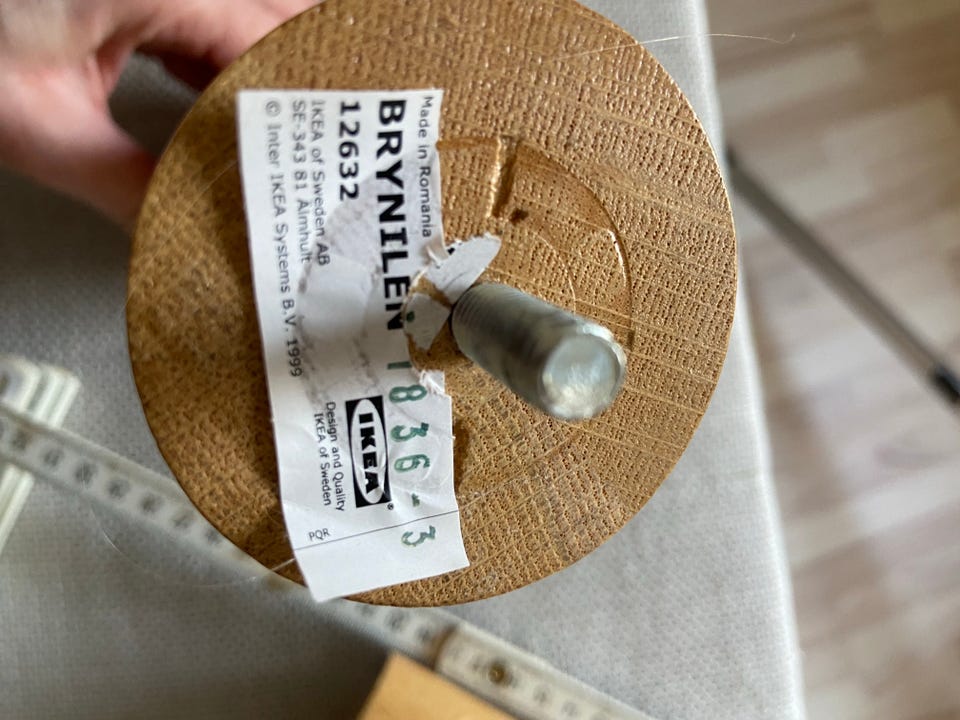 Made in Romania
BRYNILEN
12632
IKEA of Sweden AB
SE-343 81 Älmhult
© Inter IKEA Systems B.V. 1999
1836-3
IKEA®
Design and Quality
IKEA of Sweden